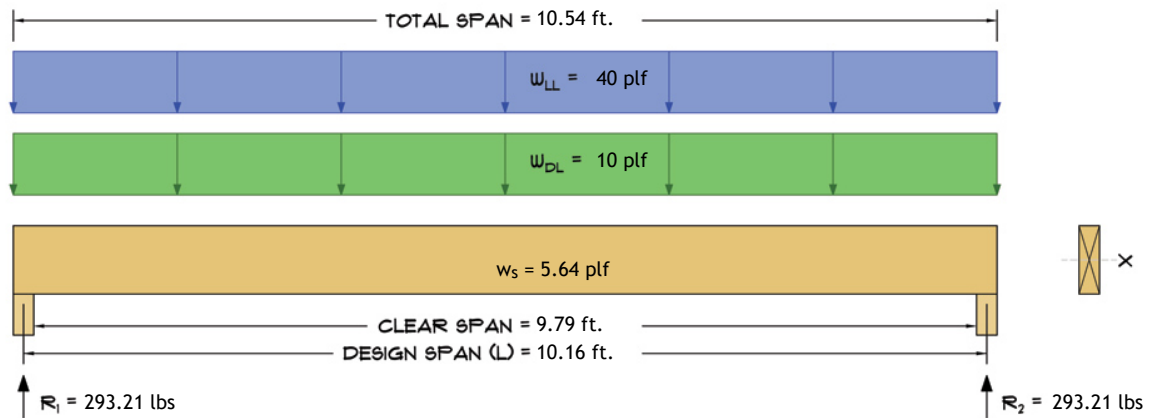 TOTAL SPAN = 10.54 ft.
wLL = 40 plf
wDL = 10 plf
ws = 5.64 plf
X
CLEAR SPAN = 9.79 ft.
DESIGN SPAN (L) = 10.16 ft.
R1 = 293.21 lbs
R2 = 293.21 lbs